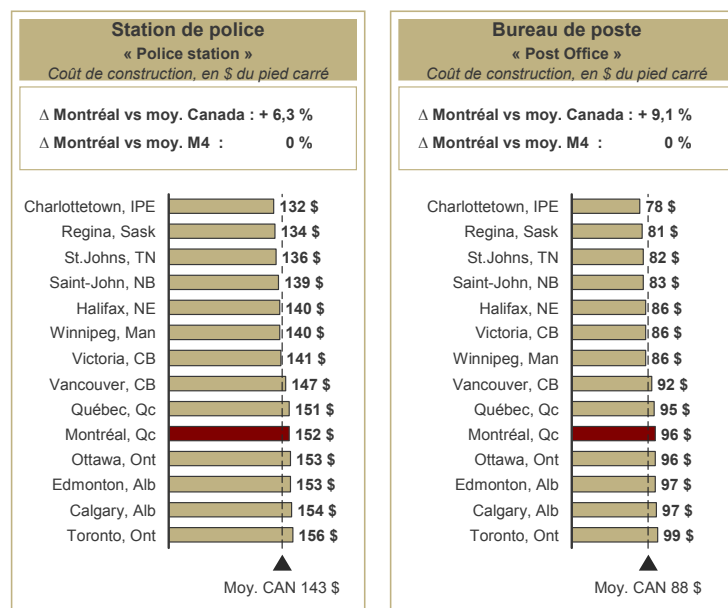 Station de police
« Police station »
Coût de construction, en $ du pied carré
Δ Montréal vs moy. Canada : + 6,3 %
Δ Montréal vs moy. M4 : 0 %
Charlottetown, IPE 132 $
Regina, Sask 134 $
St.Johns, TN 136 $
Saint-John, NB 139 $
Halifax, NE 140 $
Winnipeg, Man 140 $
Victoria, CB 141 $
Vancouver, CB 147 $
Québec, Qc 151 $
Montréal, Qc 152 $
Ottawa, Ont 153 $
Edmonton, Alb 153 $
Calgary, Alb 154 $
Toronto, Ont 156 $
Moy. CAN 143 $
Bureau de poste
« Post Office »
Coût de construction, en $ du pied carré
Δ Montréal vs moy. Canada : + 9,1 %
Δ Montréal vs moy. M4 : 0 %
Charlottetown, IPE 78 $
Regina, Sask 81 $
St.Johns, TN 82 $
Saint-John, NB 83 $
Halifax, NE 86 $
Victoria, CB 86 $
Winnipeg, Man 86 $
Vancouver, CB 92 $
Québec, Qc 95 $
Montréal, Qc 96 $
Ottawa, Ont 96 $
Edmonton, Alb 97 $
Calgary, Alb 97 $
Toronto, Ont 99 $
Moy. CAN 88 $